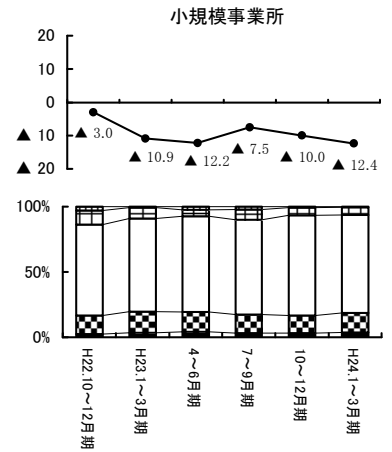 小規模事業所
20
10
0
▲ 10
▲ 20
▲ 3.0
▲ 10.9
▲ 12.2
▲ 7.5
▲ 10.0
▲ 12.4
100%
50%
0%
H22.10～12月期
H23.1～3月期
4～6月期
7～9月期
10～12月期
H24.1～3月期